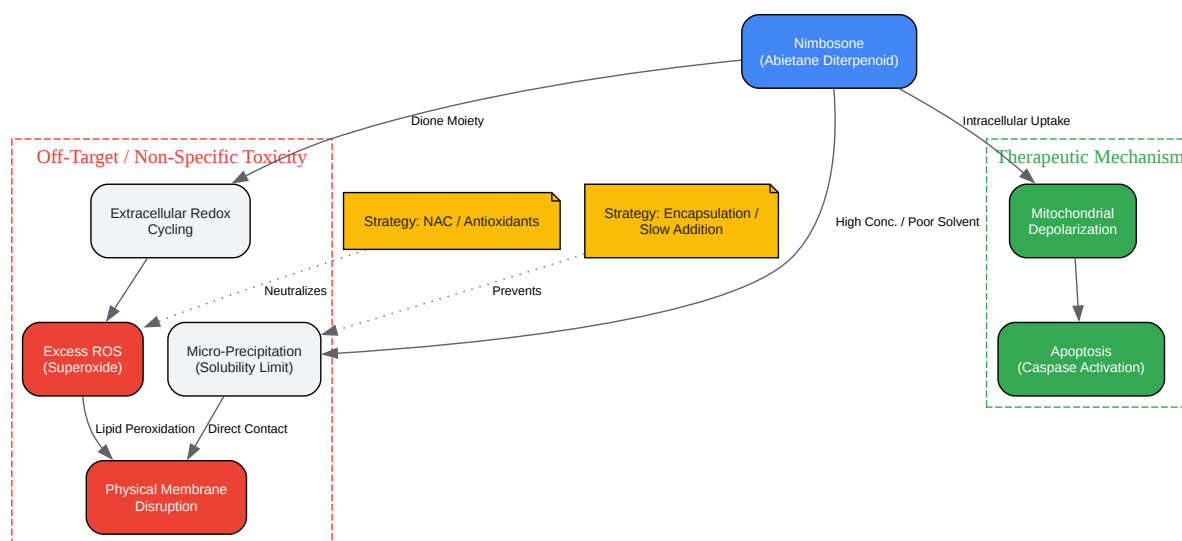 Nimbosone
(Abietane Diterpenoid)
Dione Moiety
Intracellular Uptake
Off-Target / Non-Specific Toxicity
Therapeutic Mechanism
Extracellular Redox
Cycling
Strategy: NAC / Antioxidants
Strategy: Encapsulation /
Slow Addition
High Conc. / Poor Solvent
Mitochondrial
Depolarization
Neutralizes
Prevents
Excess ROS
(Superoxide)
Micro-Precipitation
(Solubility Limit)
Apoptosis
(Caspase Activation)
Lipid Peroxidation
Direct Contact
Physical Membrane
Disruption